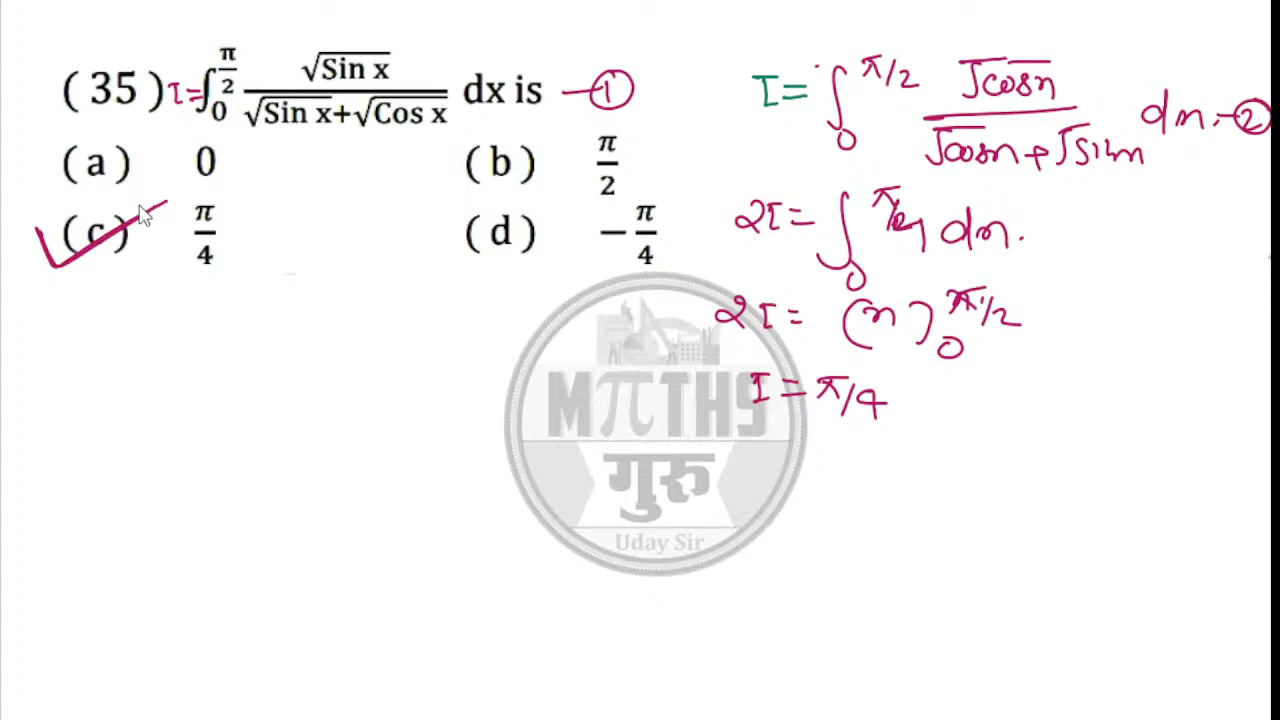 (35) I=∫₀^(π/2) √Sin x / (√Sin x+√Cos x) dx is —①
(a) 0 (b) π/2
(c) π/4 (d) −π/4
I= ∫₀^(π/2) √cosx / (√cosx+√sinx) dx.—②
2I= ∫₀^(π/2) 1 dx.
2I= (x)₀^(π/2)
I=π/4
MπTHS
गुरु
Uday Sir